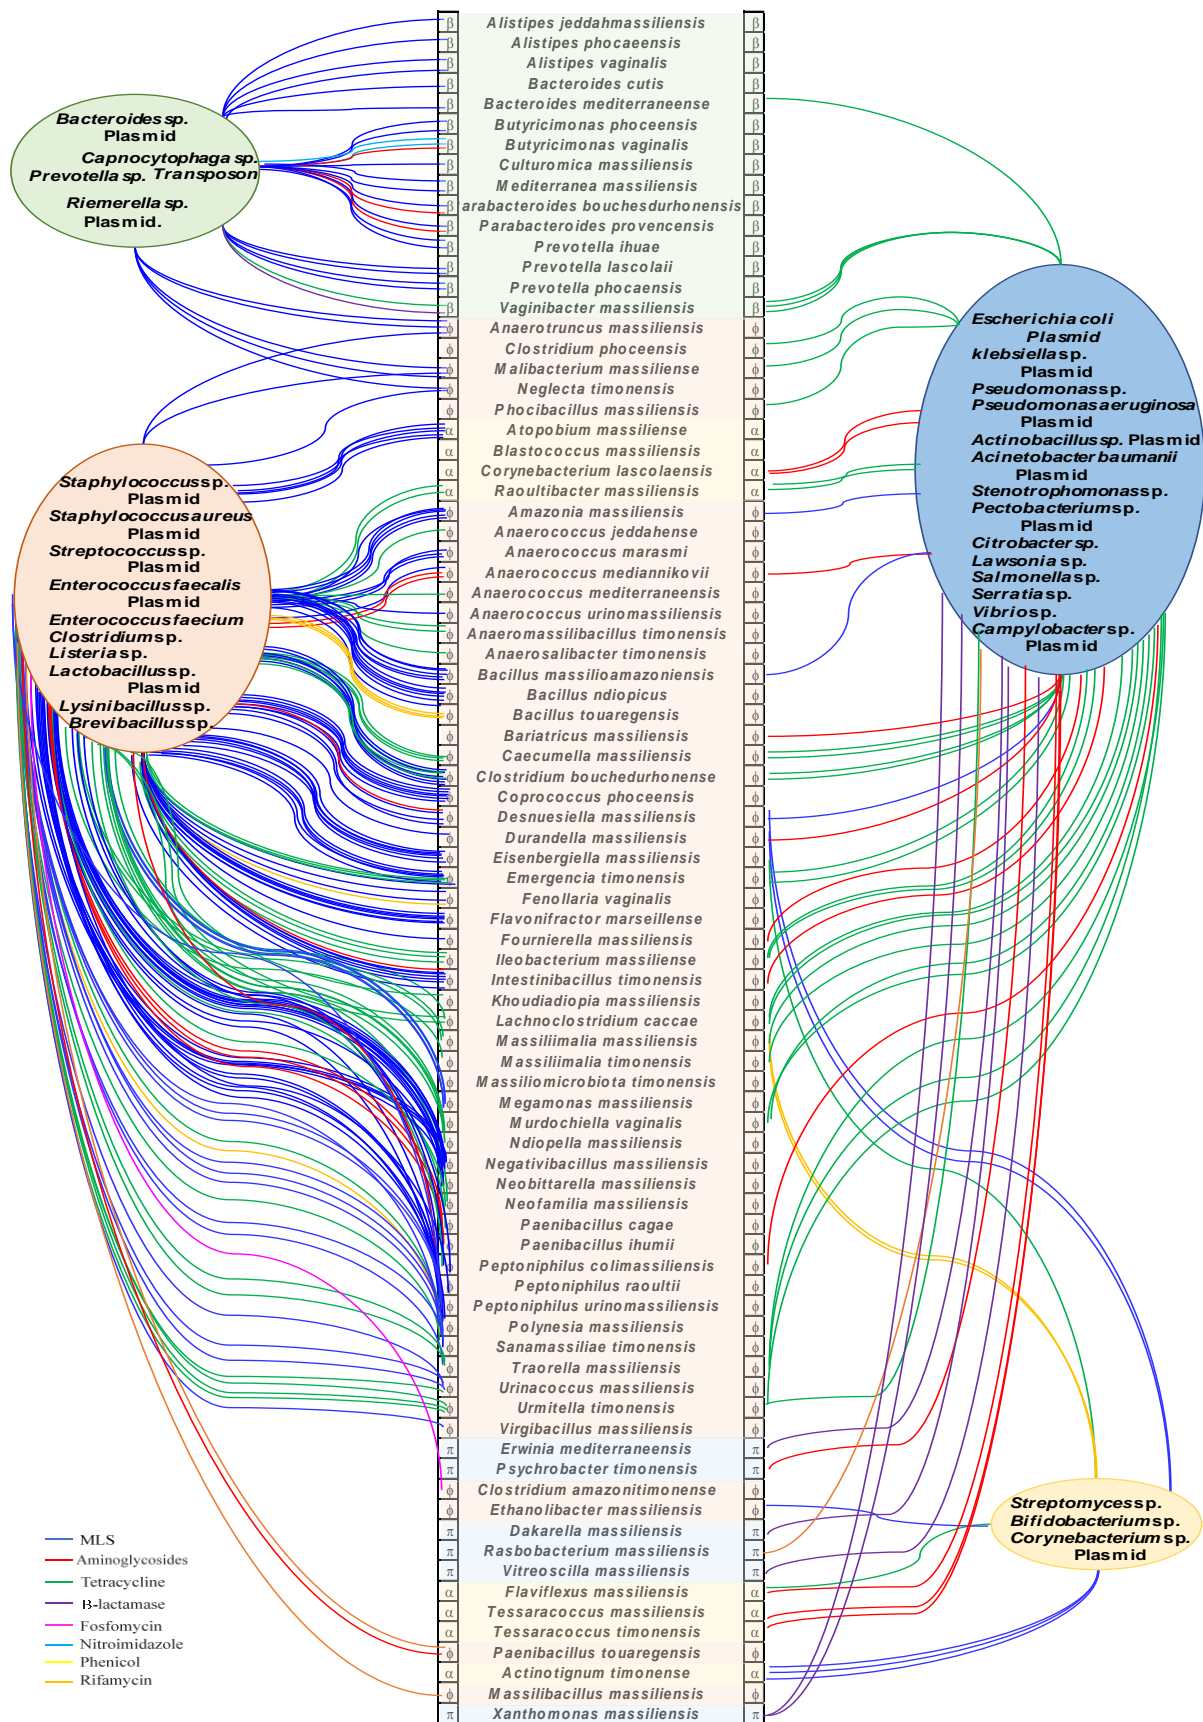 Alistipes jeddahmassiliensis
Alistipes phocaeensis
Alistipes vaginalis
Bacteroides cutis
Bacteroides mediterraneense
Butyricimonas phoceensis
Butyricimonas vaginalis
Culturomica massiliensis
Mediterranea massiliensis
arabacteroides bouchesdurhonensis
Parabacteroides provencensis
Prevotella ihuae
Prevotella lascolaii
Prevotella phocaensis
Vaginibacter massiliensis
Anaerotruncus massiliensis
Clostridium phoceensis
Malibacterium massiliense
Neglecta timonensis
Phocibacillus massiliensis
Atopobium massiliense
Blastococcus massiliensis
Corynebacterium lascolaensis
Raoultibacter massiliensis
Amazonia massiliensis
Anaerococcus jeddahense
Anaerococcus marasmi
Anaerococcus mediannikovii
Anaerococcus mediterraneensis
Anaerococcus urinomassiliensis
Anaeromassilibacillus timonensis
Anaerosalibacter timonensis
Bacillus massilioamazoniensis
Bacillus ndiopicus
Bacillus touaregensis
Bariatricus massiliensis
Caecumella massiliensis
Clostridium bouchedurhonense
Coprococcus phoceensis
Desnuesiella massiliensis
Durandella massiliensis
Eisenbergiella massiliensis
Emergencia timonensis
Fenollaria vaginalis
Flavonifractor marseillense
Fournierella massiliensis
Ileobacterium massiliense
Intestinibacillus timonensis
Khoudiadiopia massiliensis
Lachnoclostridium caccae
Massiliimalia massiliensis
Massiliimalia timonensis
Massiliomicrobiota timonensis
Megamonas massiliensis
Murdochiella vaginalis
Ndiopella massiliensis
Negativibacillus massiliensis
Neobittarella massiliensis
Neofamilia massiliensis
Paenibacillus cagae
Paenibacillus ihumii
Peptoniphilus colimassiliensis
Peptoniphilus raoultii
Peptoniphilus urinomassiliensis
Polynesia massiliensis
Sanamassiliae timonensis
Traorella massiliensis
Urinacoccus massiliensis
Urmitella timonensis
Virgibacillus massiliensis
Erwinia mediterraneensis
Psychrobacter timonensis
Clostridium amazonitimonense
Ethanolibacter massiliensis
Dakarella massiliensis
Rasbobacterium massiliensis
Vitreoscilla massiliensis
Flaviflexus massiliensis
Tessaracoccus massiliensis
Tessaracoccus timonensis
Paenibacillus touaregensis
Actinotignum timonense
Massilibacillus massiliensis
Xanthomonas massiliensis
Bacteroides sp.
Plasmid
Capnocytophaga sp.
Prevotella sp. Transposon
Riemerella sp.
Plasmid.
Staphylococcus sp.
Plasmid
Staphylococcus aureus
Plasmid
Streptococcus sp.
Plasmid
Enterococcus faecalis
Plasmid
Enterococcus faecium
Clostridium sp.
Listeria sp.
Lactobacillus sp.
Plasmid
Lysinibacillus sp.
Brevibacillus sp.
Escherichia coli
Plasmid
klebsiella sp.
Plasmid
Pseudomonas sp.
Pseudomonas aeruginosa
Plasmid
Actinobacillus sp. Plasmid
Acinetobacter baumanii
Plasmid
Stenotrophomonas sp.
Pectobacterium sp.
Plasmid
Citrobacter sp.
Lawsonia sp.
Salmonella sp.
Serratia sp.
Vibrio sp.
Campylobacter sp.
Plasmid
Streptomyces sp.
Bifidobacterium sp.
Corynebacterium sp.
Plasmid
MLS
Aminoglycosides
Tetracycline
B-lactamase
Fosfomycin
Nitroimidazole
Phenicol
Rifamycin